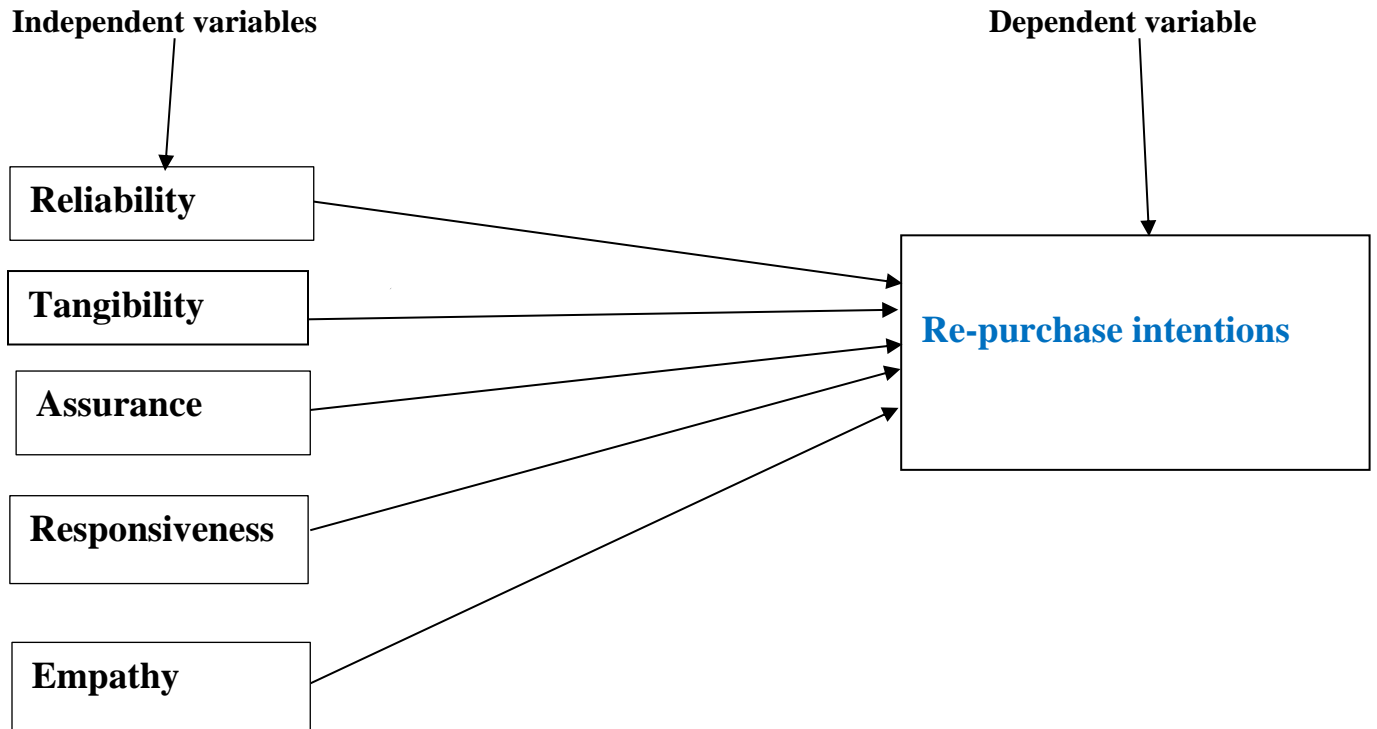 Independent variables
Dependent variable
Reliability
Tangibility
Re-purchase intentions
Assurance
Responsiveness
Empathy